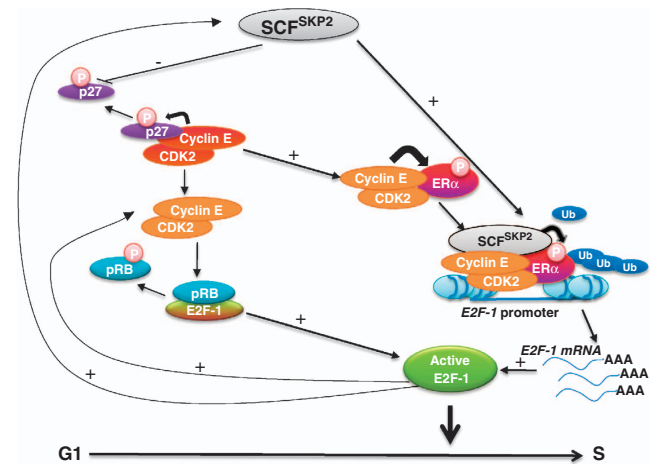 SCF^SKP2
-
P
p27
+
P
p27
Cyclin E
CDK2
+
P
Cyclin E
ERα
CDK2
Cyclin E
CDK2
Ub
SCF^SKP2
P
Cyclin E
ERα
Ub
Ub
Ub
CDK2
P
pRB
pRB
E2F-1
E2F-1 promoter
+
E2F-1 mRNA
AAA
Active
E2F-1
+
AAA
AAA
+
+
G1
S